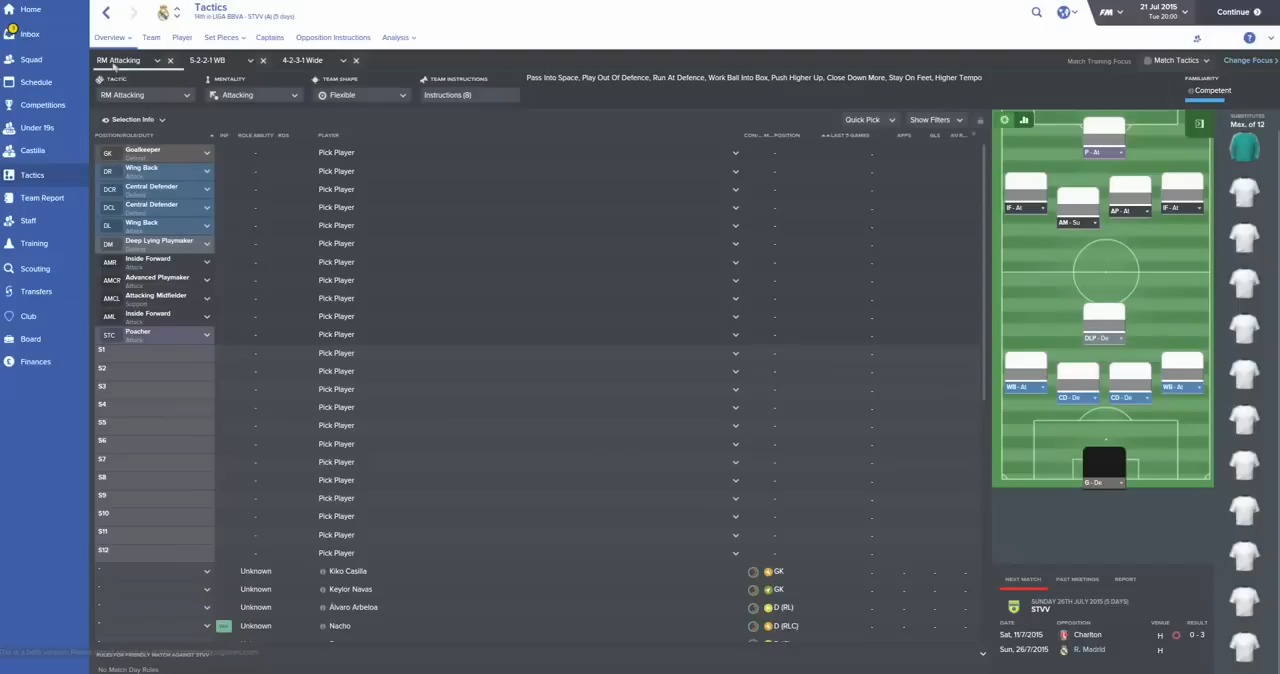 Home
Inbox
Squad
Schedule
Competitions
Under 19s
Castilla
Tactics
Team Report
Staff
Training
Scouting
Transfers
Club
Board
Finances
Tactics
14th in LIGA BBVA - STVV (A) (5 days)
FM
21 Jul 2015
Tue 20:00
Continue
Overview
Team
Player
Set Pieces
Captains
Opposition Instructions
Analysis
RM Attacking
5-2-2-1 WB
4-2-3-1 Wide
Match Training Focus
Match Tactics
Change Focus >
TACTIC
MENTALITY
TEAM SHAPE
TEAM INSTRUCTIONS
Pass Into Space, Play Out Of Defence, Run At Defence, Work Ball Into Box, Push Higher Up, Close Down More, Stay On Feet, Higher Tempo
FAMILIARITY
RM Attacking
Attacking
Flexible
Instructions (8)
Competent
Selection Info
Quick Pick
Show Filters
SUBSTITUTES
Max. of 12
POSITION/ROLE/DUTY
INF
ROLE ABILITY
PLAYER
POSITION
LAST 5 GAMES
APPS
GLS
GK Goalkeeper - Pick Player - -
Defend
DR Wing Back - Pick Player - -
Attack
DCR Central Defender - Pick Player - -
Defend
DCL Central Defender - Pick Player - -
Defend
DL Wing Back - Pick Player - -
Attack
DM Deep Lying Playmaker - Pick Player - -
Defend
AMR Inside Forward - Pick Player - -
Attack
AMCR Advanced Playmaker - Pick Player - -
Attack
AMCL Attacking Midfielder - Pick Player - -
Support
AML Inside Forward - Pick Player - -
Attack
STC Poacher - Pick Player - -
Attack
S1 - Pick Player - -
S2 - Pick Player - -
S3 - Pick Player - -
S4 - Pick Player - -
S5 - Pick Player - -
S6 - Pick Player - -
S7 - Pick Player - -
S8 - Pick Player - -
S9 - Pick Player - -
S10 - Pick Player - -
S11 - Pick Player - -
S12 - Pick Player - -
- Unknown Kiko Casilla GK - - - -
- Unknown Keylor Navas GK - - - -
- Unknown Álvaro Arbeloa D (RL) - - - -
- Unknown Nacho D (RLC) - - - -
RULES FOR FRIENDLY MATCH AGAINST STVV
No Match Day Rules
P - At
IF - At
AM - Su
AP - At
IF - At
DLP - De
WB - At
CD - De
CD - De
WB - At
G - De
NEXT MATCH
PAST MEETINGS
REPORT
SUNDAY 26TH JULY 2015 (5 DAYS)
STVV
DATE
OPPOSITION
VENUE
RESULT
Sat, 11/7/2015 Charlton H 0 - 3
Sun, 26/7/2015 R. Madrid H